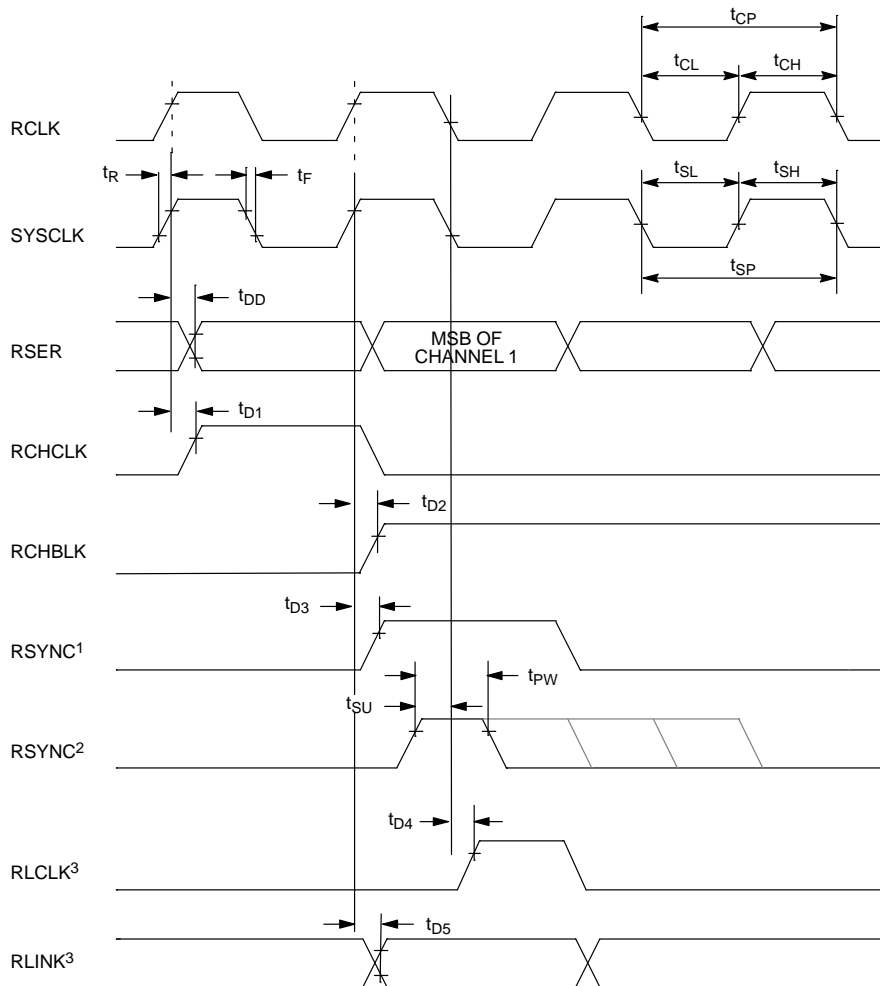 tCP
tCL tCH
RCLK
tR tF tSL tSH
SYSCLK
tSP
tDD
RSER MSB OF
CHANNEL 1
tD1
RCHCLK
tD2
RCHBLK
tD3
RSYNC1
tPW
tSU
RSYNC2
tD4
RLCLK3
tD5
RLINK3